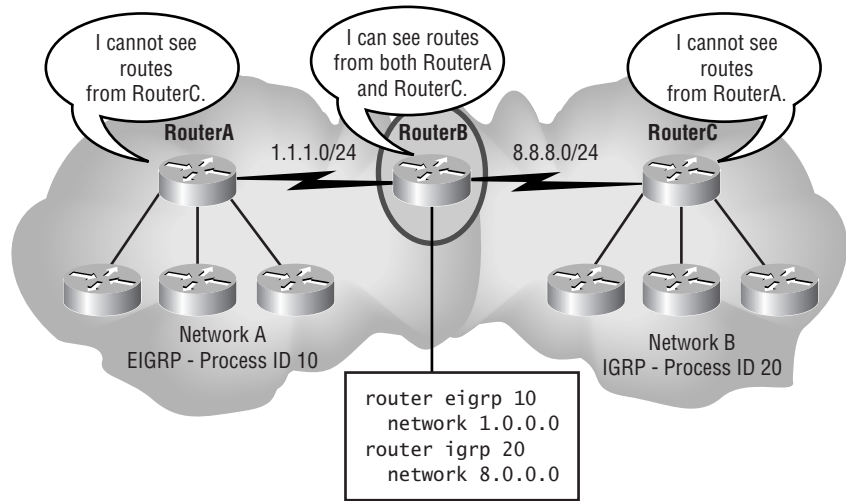 I cannot see
routes
from RouterC.
I can see routes
from both RouterA
and RouterC.
I cannot see
routes
from RouterA.
RouterA
RouterB
RouterC
1.1.1.0/24
8.8.8.0/24
Network A
EIGRP - Process ID 10
Network B
IGRP - Process ID 20
router eigrp 10
network 1.0.0.0
router igrp 20
network 8.0.0.0